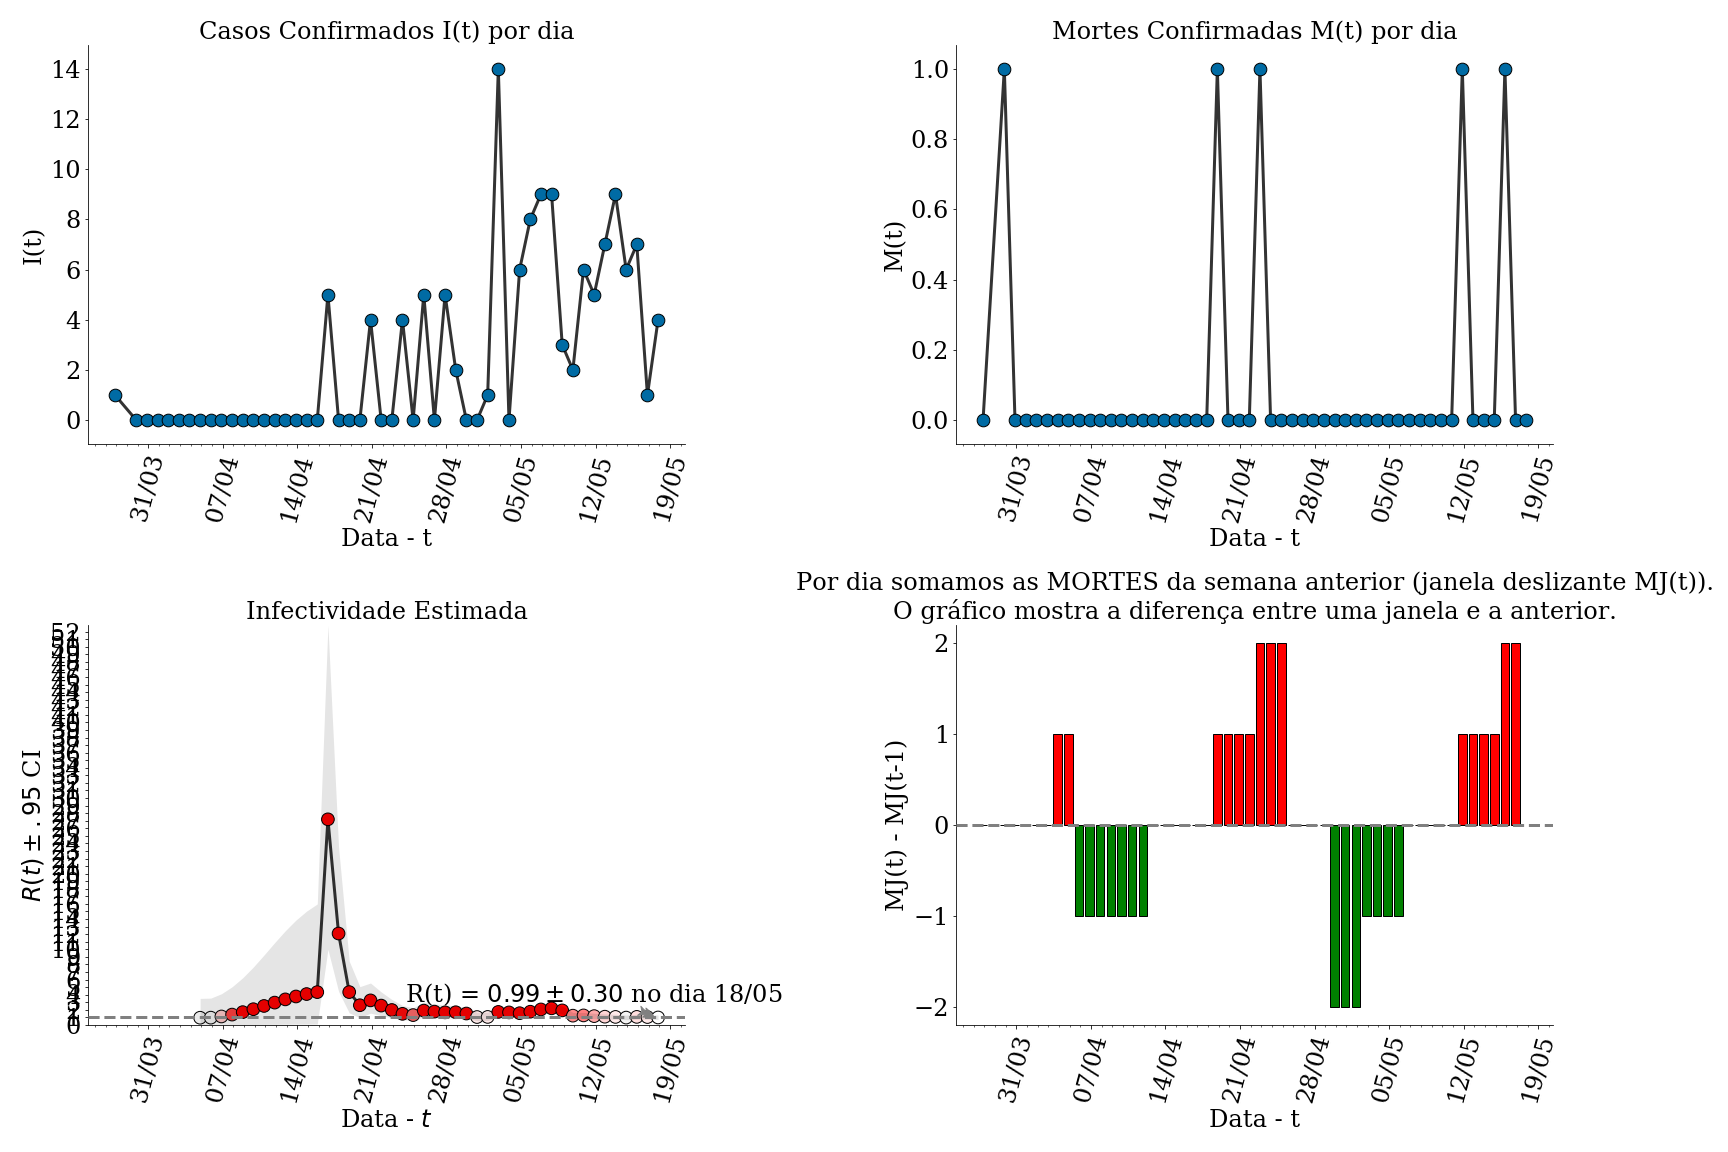 Casos Confirmados I(t) por dia
I(t)
14
12
10
8
6
4
2
0
31/03 07/04 14/04 21/04 28/04 05/05 12/05 19/05
Data - t
Mortes Confirmadas M(t) por dia
M(t)
1.0
0.8
0.6
0.4
0.2
0.0
31/03 07/04 14/04 21/04 28/04 05/05 12/05 19/05
Data - t
Infectividade Estimada
R(t) ± .95 CI
52
0
R(t) = 0.99 ± 0.30 no dia 18/05
31/03 07/04 14/04 21/04 28/04 05/05 12/05 19/05
Data - t
Por dia somamos as MORTES da semana anterior (janela deslizante MJ(t)).
O gráfico mostra a diferença entre uma janela e a anterior.
MJ(t) - MJ(t-1)
2
1
0
−1
−2
31/03 07/04 14/04 21/04 28/04 05/05 12/05 19/05
Data - t